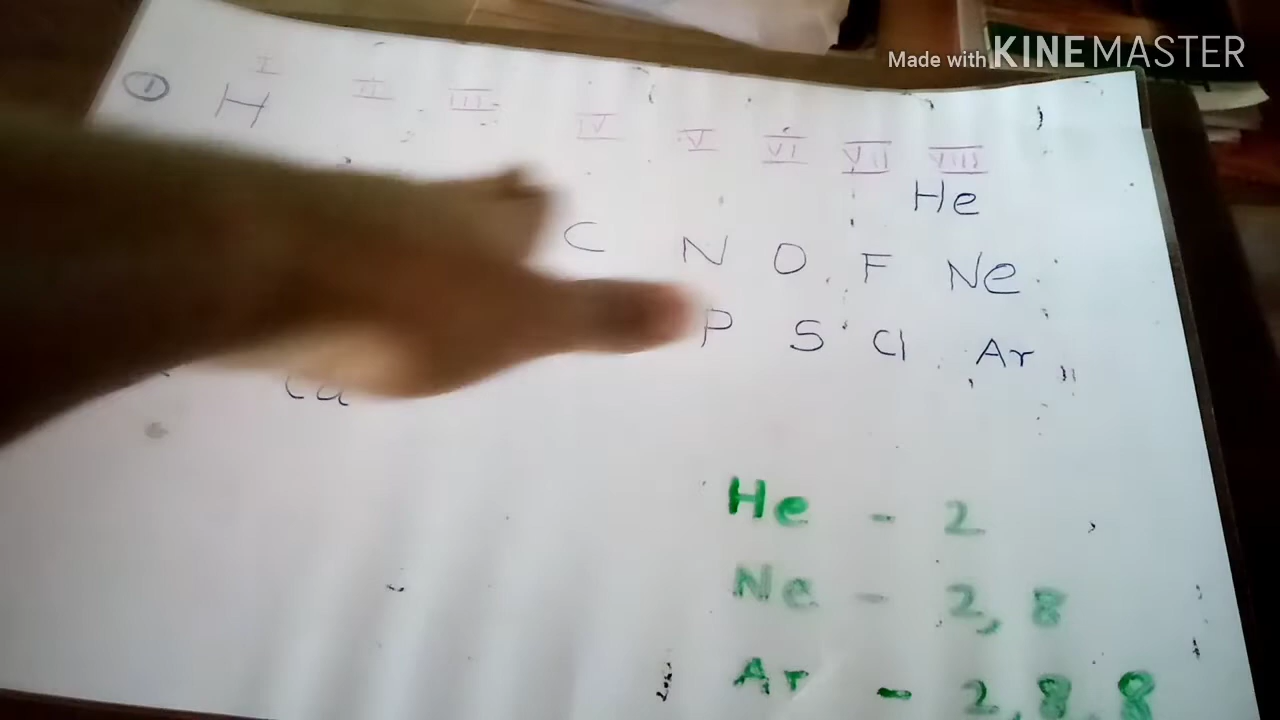 Made with KINEMASTER
① H
I II III IV V VI VII VIII
He
C N O F Ne
P S Cl Ar
Ca
He - 2
Ne - 2, 8
Ar - 2, 8, 8